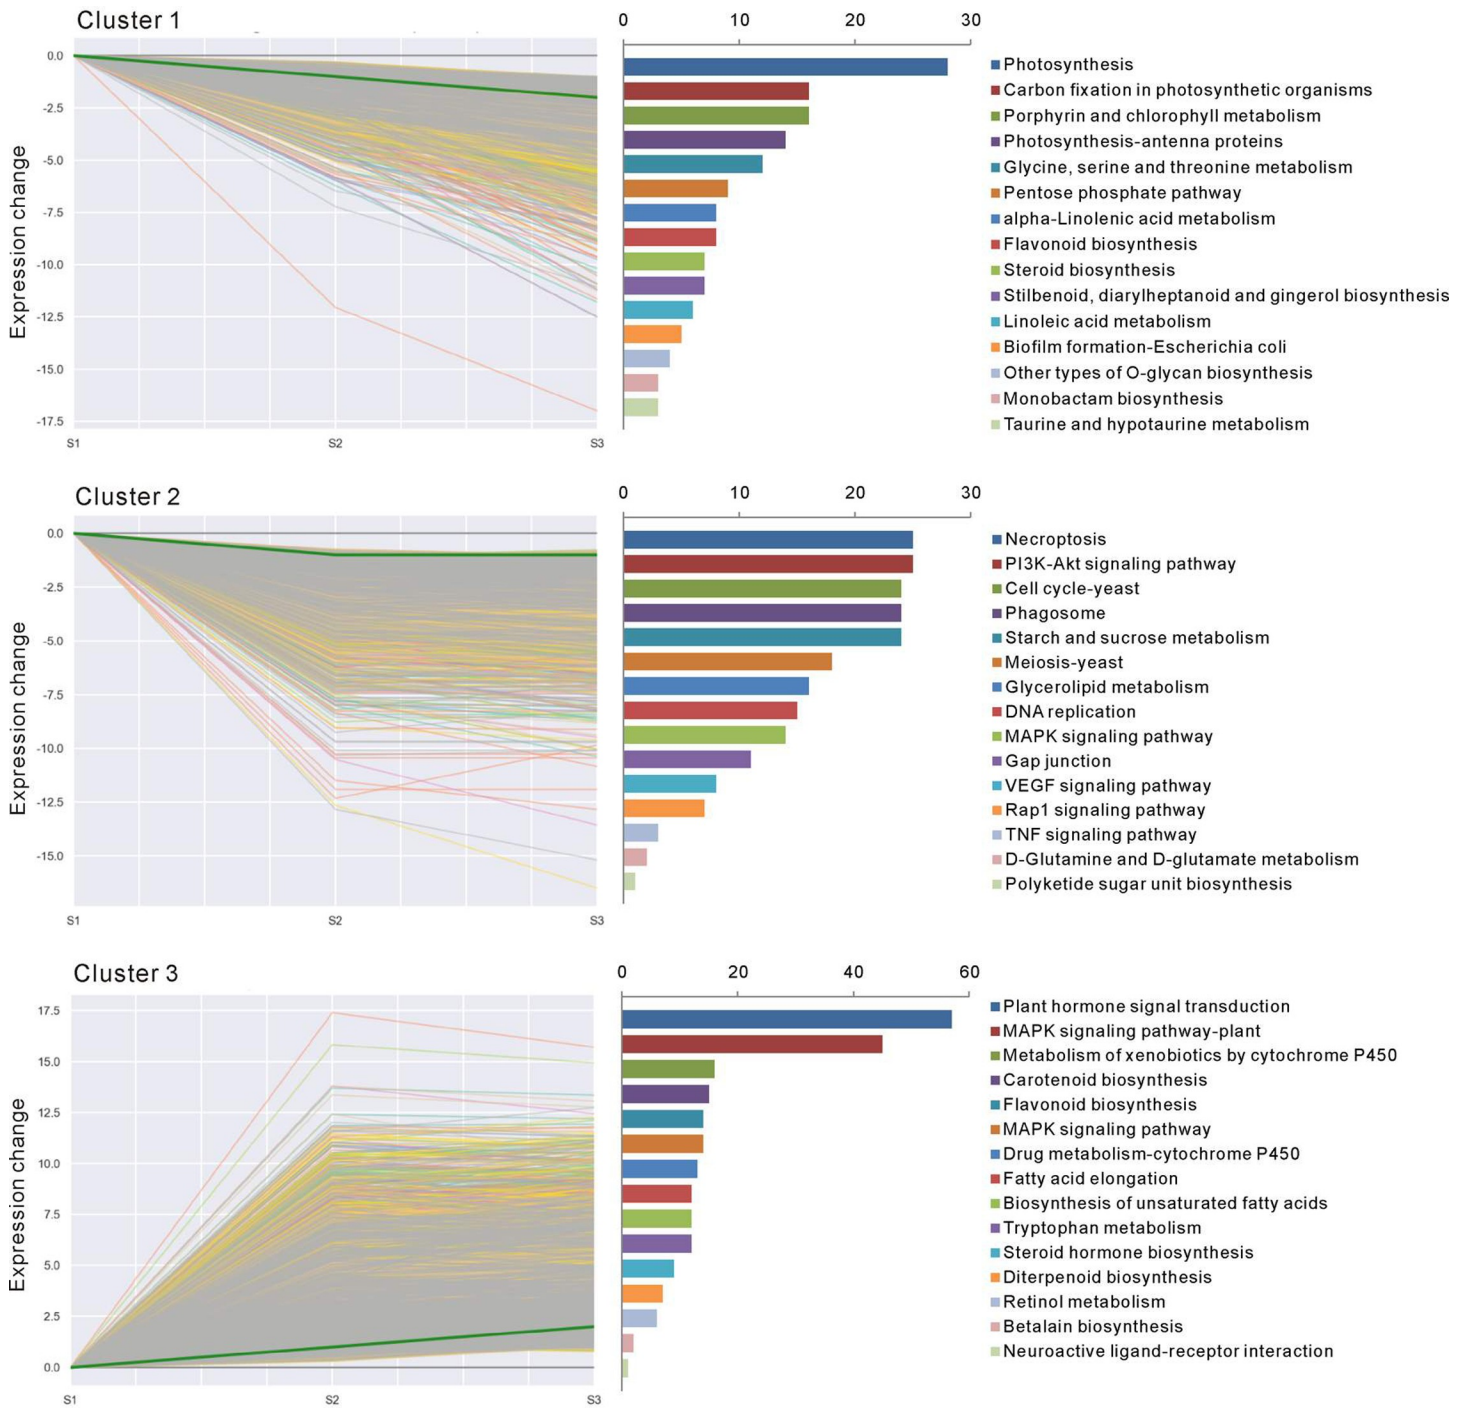 Cluster 1
0 10 20 30
Expression change
0.0
-2.5
-5.0
-7.5
-10.0
-12.5
-15.0
-17.5
S1 S2 S3
Photosynthesis
Carbon fixation in photosynthetic organisms
Porphyrin and chlorophyll metabolism
Photosynthesis-antenna proteins
Glycine, serine and threonine metabolism
Pentose phosphate pathway
alpha-Linolenic acid metabolism
Flavonoid biosynthesis
Steroid biosynthesis
Stilbenoid, diarylheptanoid and gingerol biosynthesis
Linoleic acid metabolism
Biofilm formation-Escherichia coli
Other types of O-glycan biosynthesis
Monobactam biosynthesis
Taurine and hypotaurine metabolism
Cluster 2
0 10 20 30
Expression change
0.0
-2.5
-5.0
-7.5
-10.0
-12.5
-15.0
S1 S2 S3
Necroptosis
PI3K-Akt signaling pathway
Cell cycle-yeast
Phagosome
Starch and sucrose metabolism
Meiosis-yeast
Glycerolipid metabolism
DNA replication
MAPK signaling pathway
Gap junction
VEGF signaling pathway
Rap1 signaling pathway
TNF signaling pathway
D-Glutamine and D-glutamate metabolism
Polyketide sugar unit biosynthesis
Cluster 3
0 20 40 60
Expression change
17.5
15.0
12.5
10.0
7.5
5.0
2.5
0.0
S1 S2 S3
Plant hormone signal transduction
MAPK signaling pathway-plant
Metabolism of xenobiotics by cytochrome P450
Carotenoid biosynthesis
Flavonoid biosynthesis
MAPK signaling pathway
Drug metabolism-cytochrome P450
Fatty acid elongation
Biosynthesis of unsaturated fatty acids
Tryptophan metabolism
Steroid hormone biosynthesis
Diterpenoid biosynthesis
Retinol metabolism
Betalain biosynthesis
Neuroactive ligand-receptor interaction